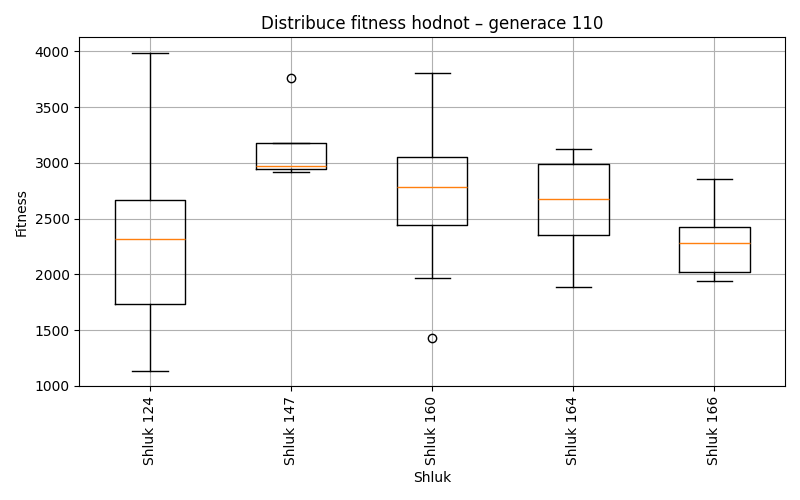 Distribuce fitness hodnot – generace 110
4000
3500
3000
2500
2000
1500
1000
Fitness
Shluk 124
Shluk 147
Shluk 160
Shluk 164
Shluk 166
Shluk